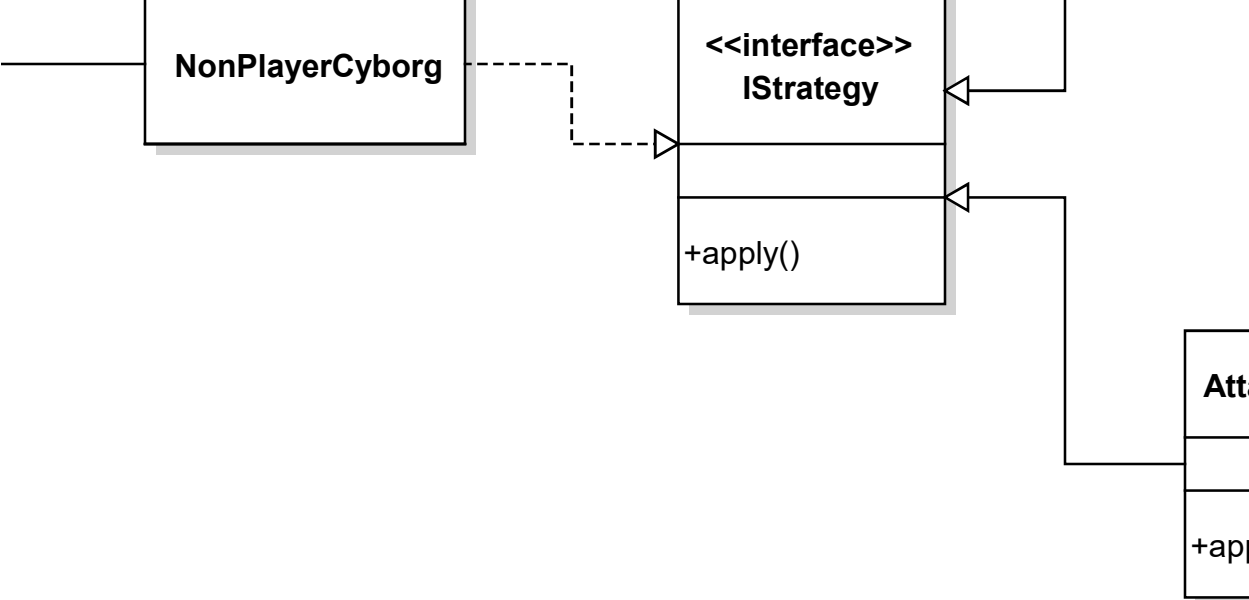 NonPlayerCyborg
<<interface>>
IStrategy
+apply()